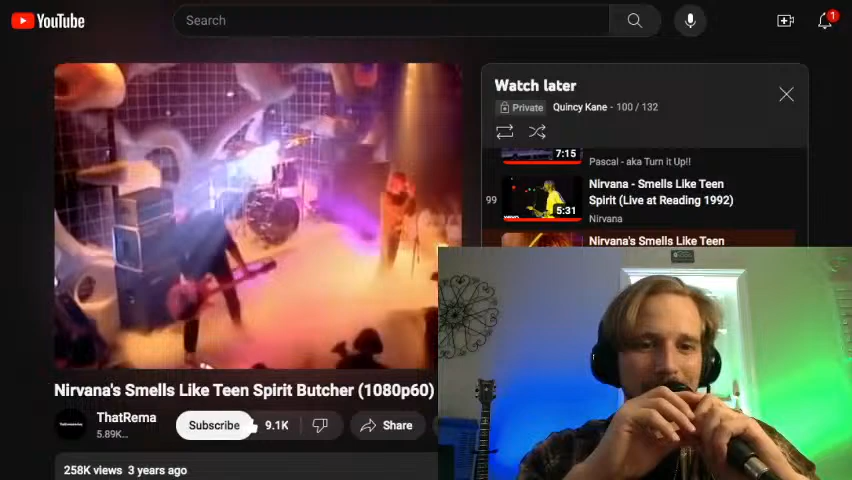 YouTube
Search
1
Watch later
Private Quincy Kane - 100 / 132
7:15
Pascal - aka Turn it Up!!
99
5:31
Nirvana - Smells Like Teen
Spirit (Live at Reading 1992)
Nirvana
Nirvana's Smells Like Teen
Nirvana's Smells Like Teen Spirit Butcher (1080p60)
ThatRema
5.89K...
Subscribe
9.1K
Share
258K views 3 years ago